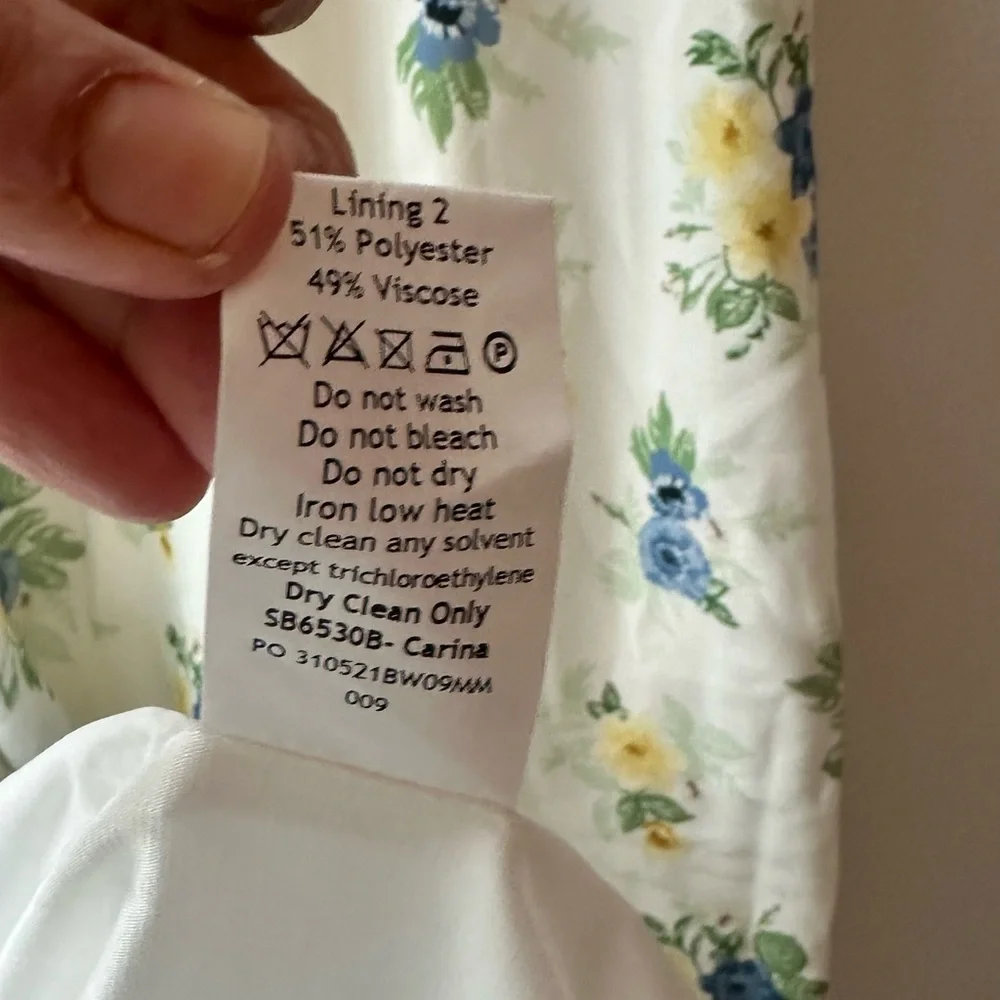 Lining 2
51% Polyester
49% Viscose
P
Do not wash
Do not bleach
Do not dry
Iron low heat
Dry clean any solvent
except trichloroethylene
Dry Clean Only
SB6530B- Carina
PO 310521BW09MM
009